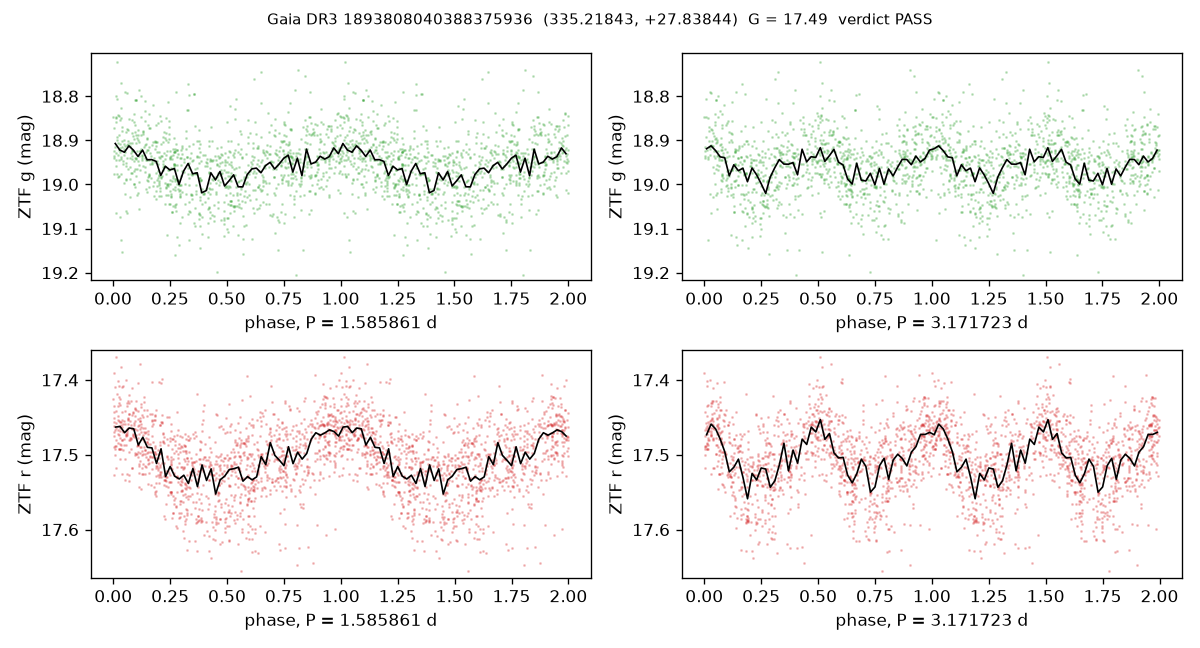 Gaia DR3 1893808040388375936  (335.21843, +27.83844)  G = 17.49  verdict PASS
ZTF g (mag)
18.8
18.9
19.0
19.1
19.2
0.00 0.25 0.50 0.75 1.00 1.25 1.50 1.75 2.00
phase, P = 1.585861 d
ZTF g (mag)
18.8
18.9
19.0
19.1
19.2
0.00 0.25 0.50 0.75 1.00 1.25 1.50 1.75 2.00
phase, P = 3.171723 d
ZTF r (mag)
17.4
17.5
17.6
0.00 0.25 0.50 0.75 1.00 1.25 1.50 1.75 2.00
phase, P = 1.585861 d
ZTF r (mag)
17.4
17.5
17.6
0.00 0.25 0.50 0.75 1.00 1.25 1.50 1.75 2.00
phase, P = 3.171723 d